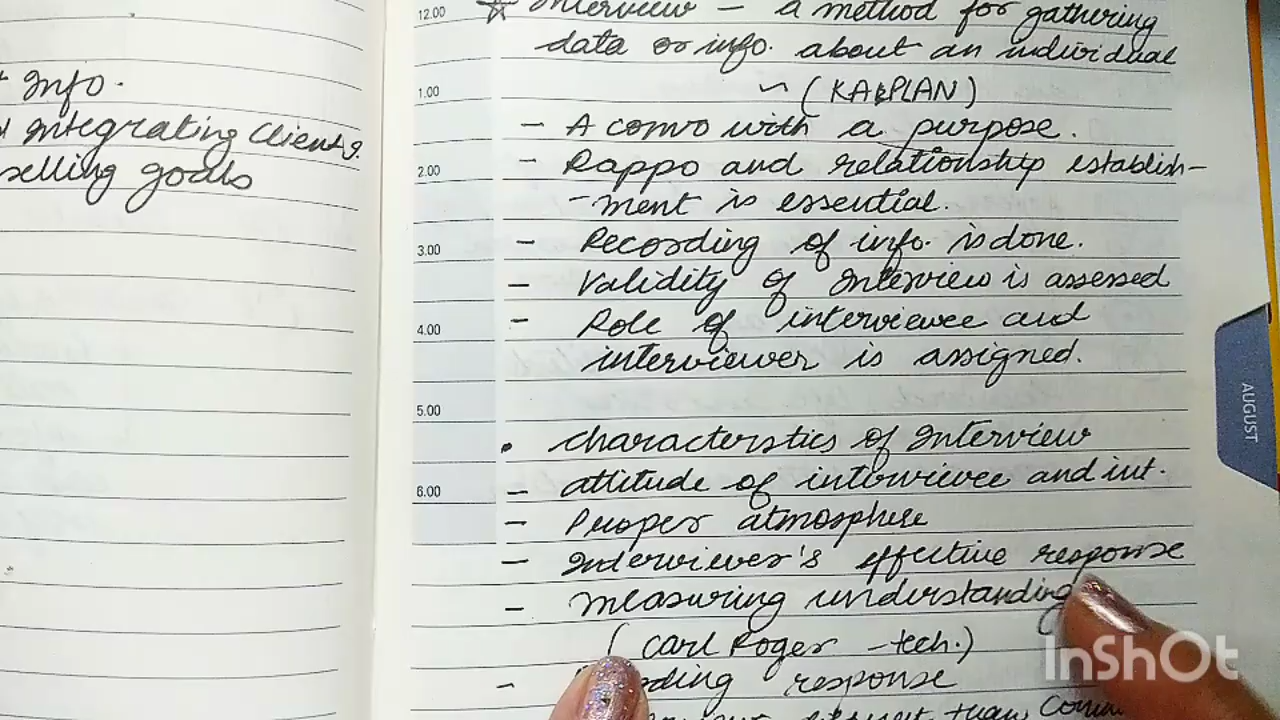 Info.
Integrating Client's.
selling goals
12.00 Interview - a method for gathering
data or info. about an individual
1.00 ~ (KAPLAN)
- A convo with a purpose.
2.00 - Rappo and relationship establish-
-ment is essential.
3.00 - Recording of info. is done.
- Validity of Interview is assessed
4.00 - Role of interviewee and
interviewer is assigned.
5.00
• characterstics of Interview
6.00 - attitude of interviewee and int.
- Proper atmosphere
- Interviewer's effective response
- measuring understanding
(Carl Roger - tech.)
- response
than
AUGUST
InShOt